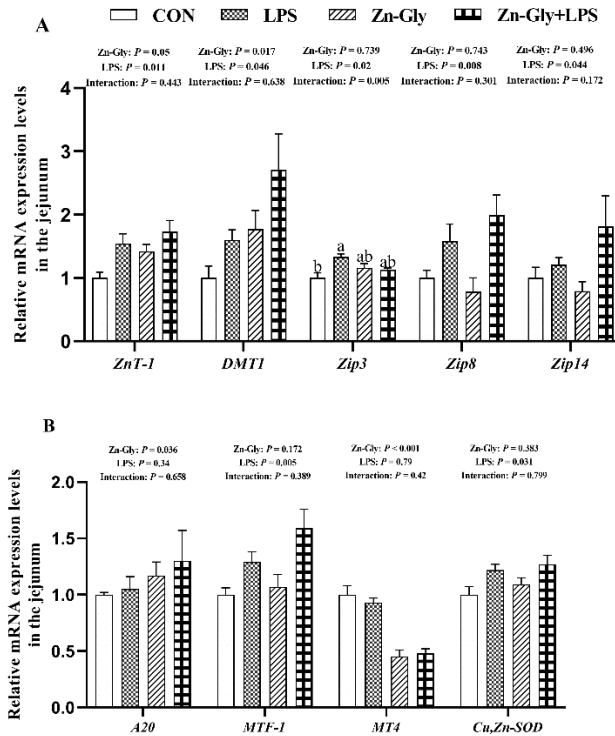 CON LPS Zn-Gly Zn-Gly+LPS
A
Zn-Gly: P = 0.05 Zn-Gly: P = 0.017 Zn-Gly: P = 0.739 Zn-Gly: P = 0.743 Zn-Gly: P = 0.496
LPS: P = 0.011 LPS: P = 0.046 LPS: P = 0.02 LPS: P = 0.008 LPS: P = 0.044
Interaction: P = 0.443 Interaction: P = 0.638 Interaction: P = 0.005 Interaction: P = 0.301 Interaction: P = 0.172
Relative mRNA expression levels
in the jejunum
4
3
2
1
0
b a ab ab
ZnT-1 DMT1 Zip3 Zip8 Zip14
B
Zn-Gly: P = 0.036 Zn-Gly: P = 0.172 Zn-Gly: P < 0.001 Zn-Gly: P = 0.383
LPS: P = 0.34 LPS: P = 0.005 LPS: P = 0.79 LPS: P = 0.031
Interaction: P = 0.658 Interaction: P = 0.389 Interaction: P = 0.42 Interaction: P = 0.799
Relative mRNA expression levels
in the jejunum
2.0
1.5
1.0
0.5
0.0
A20 MTF-1 MT4 Cu,Zn-SOD